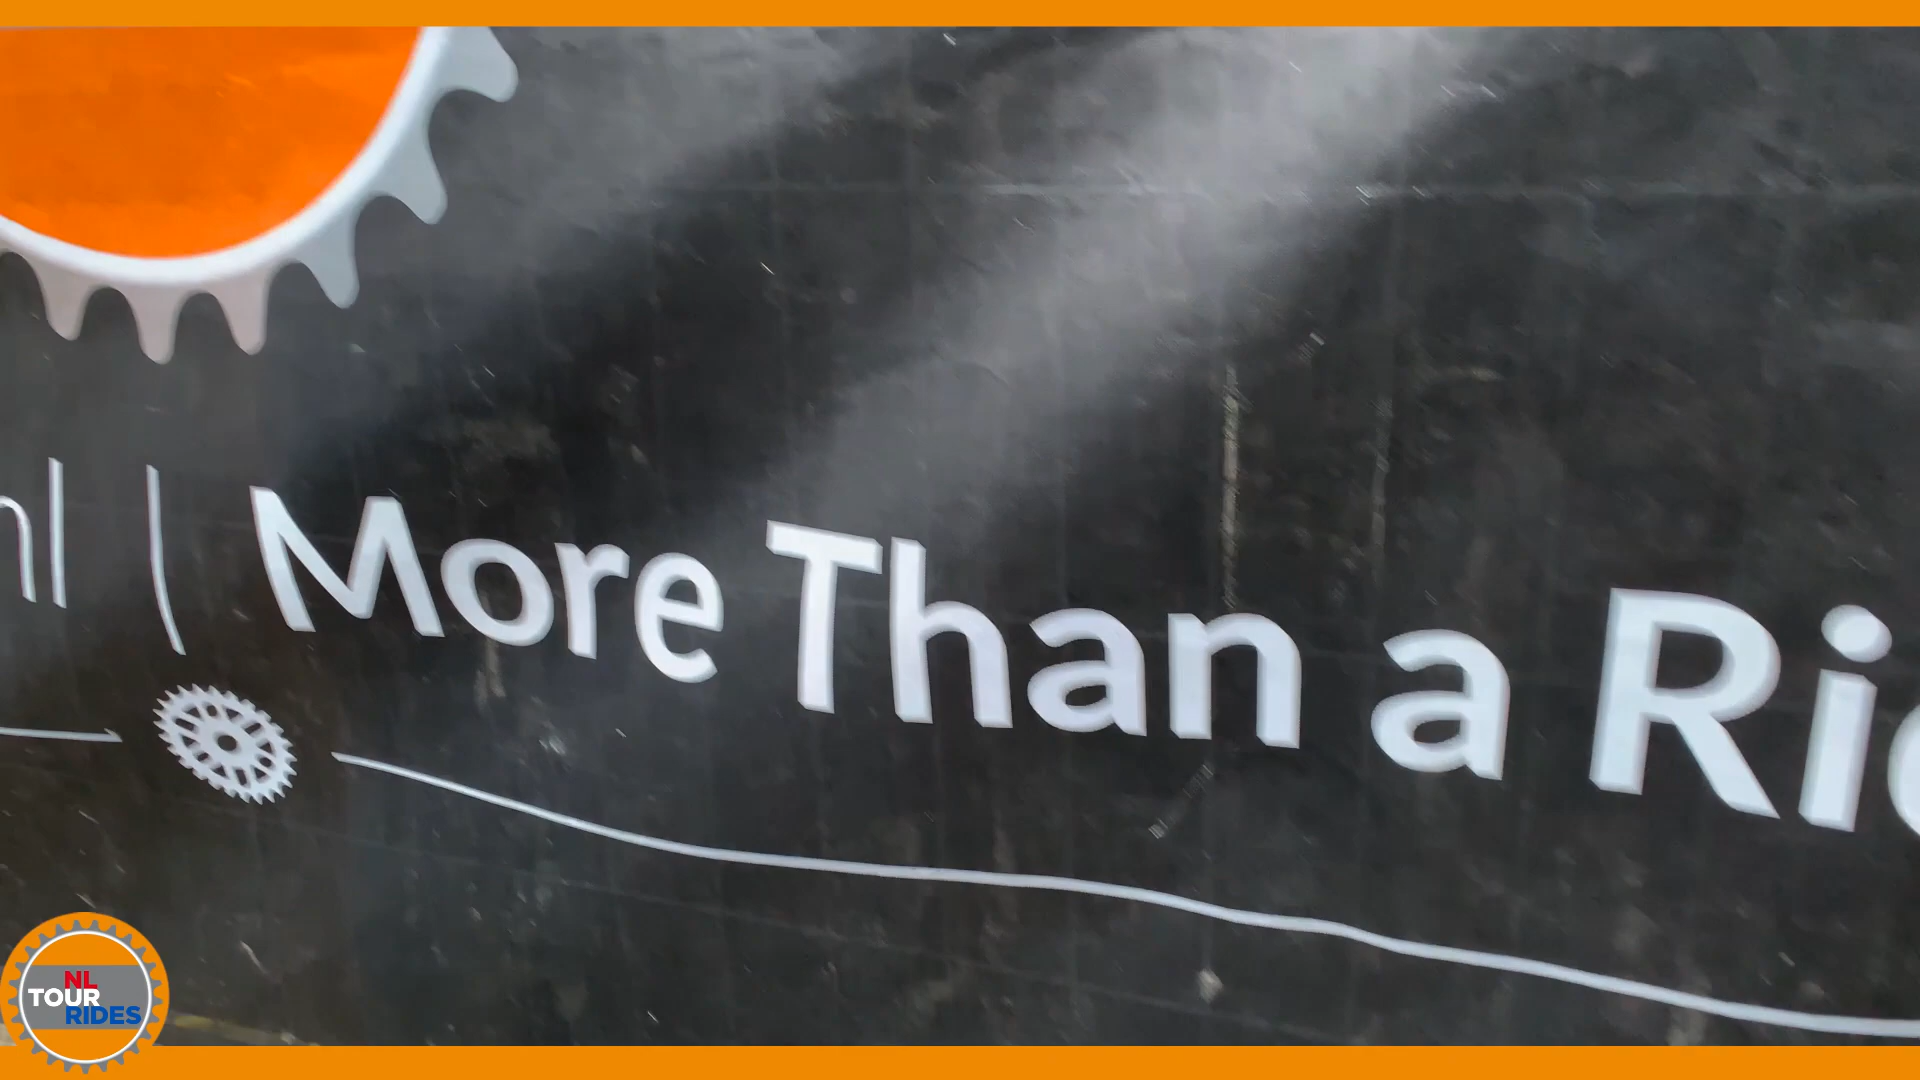 nl | More Than a Ri
NL
TOUR
RIDES